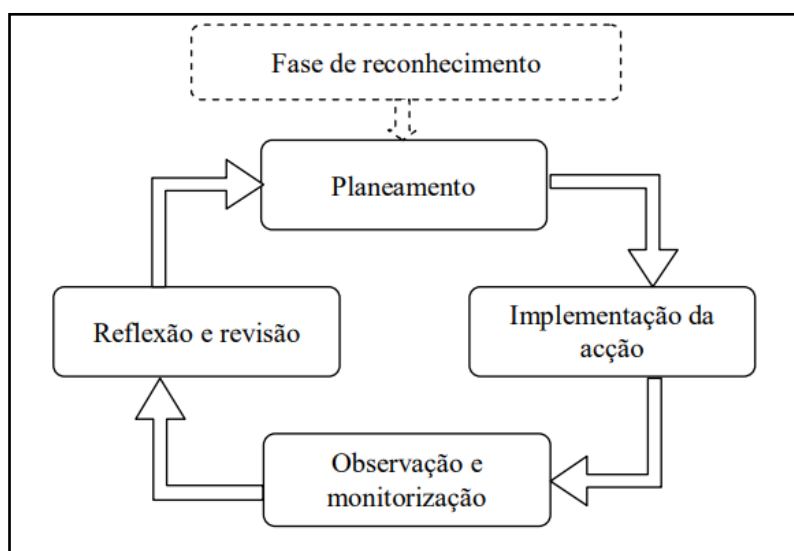 Fase de reconhecimento
Planeamento
Reflexão e revisão
Implementação da
acção
Observação e
monitorização